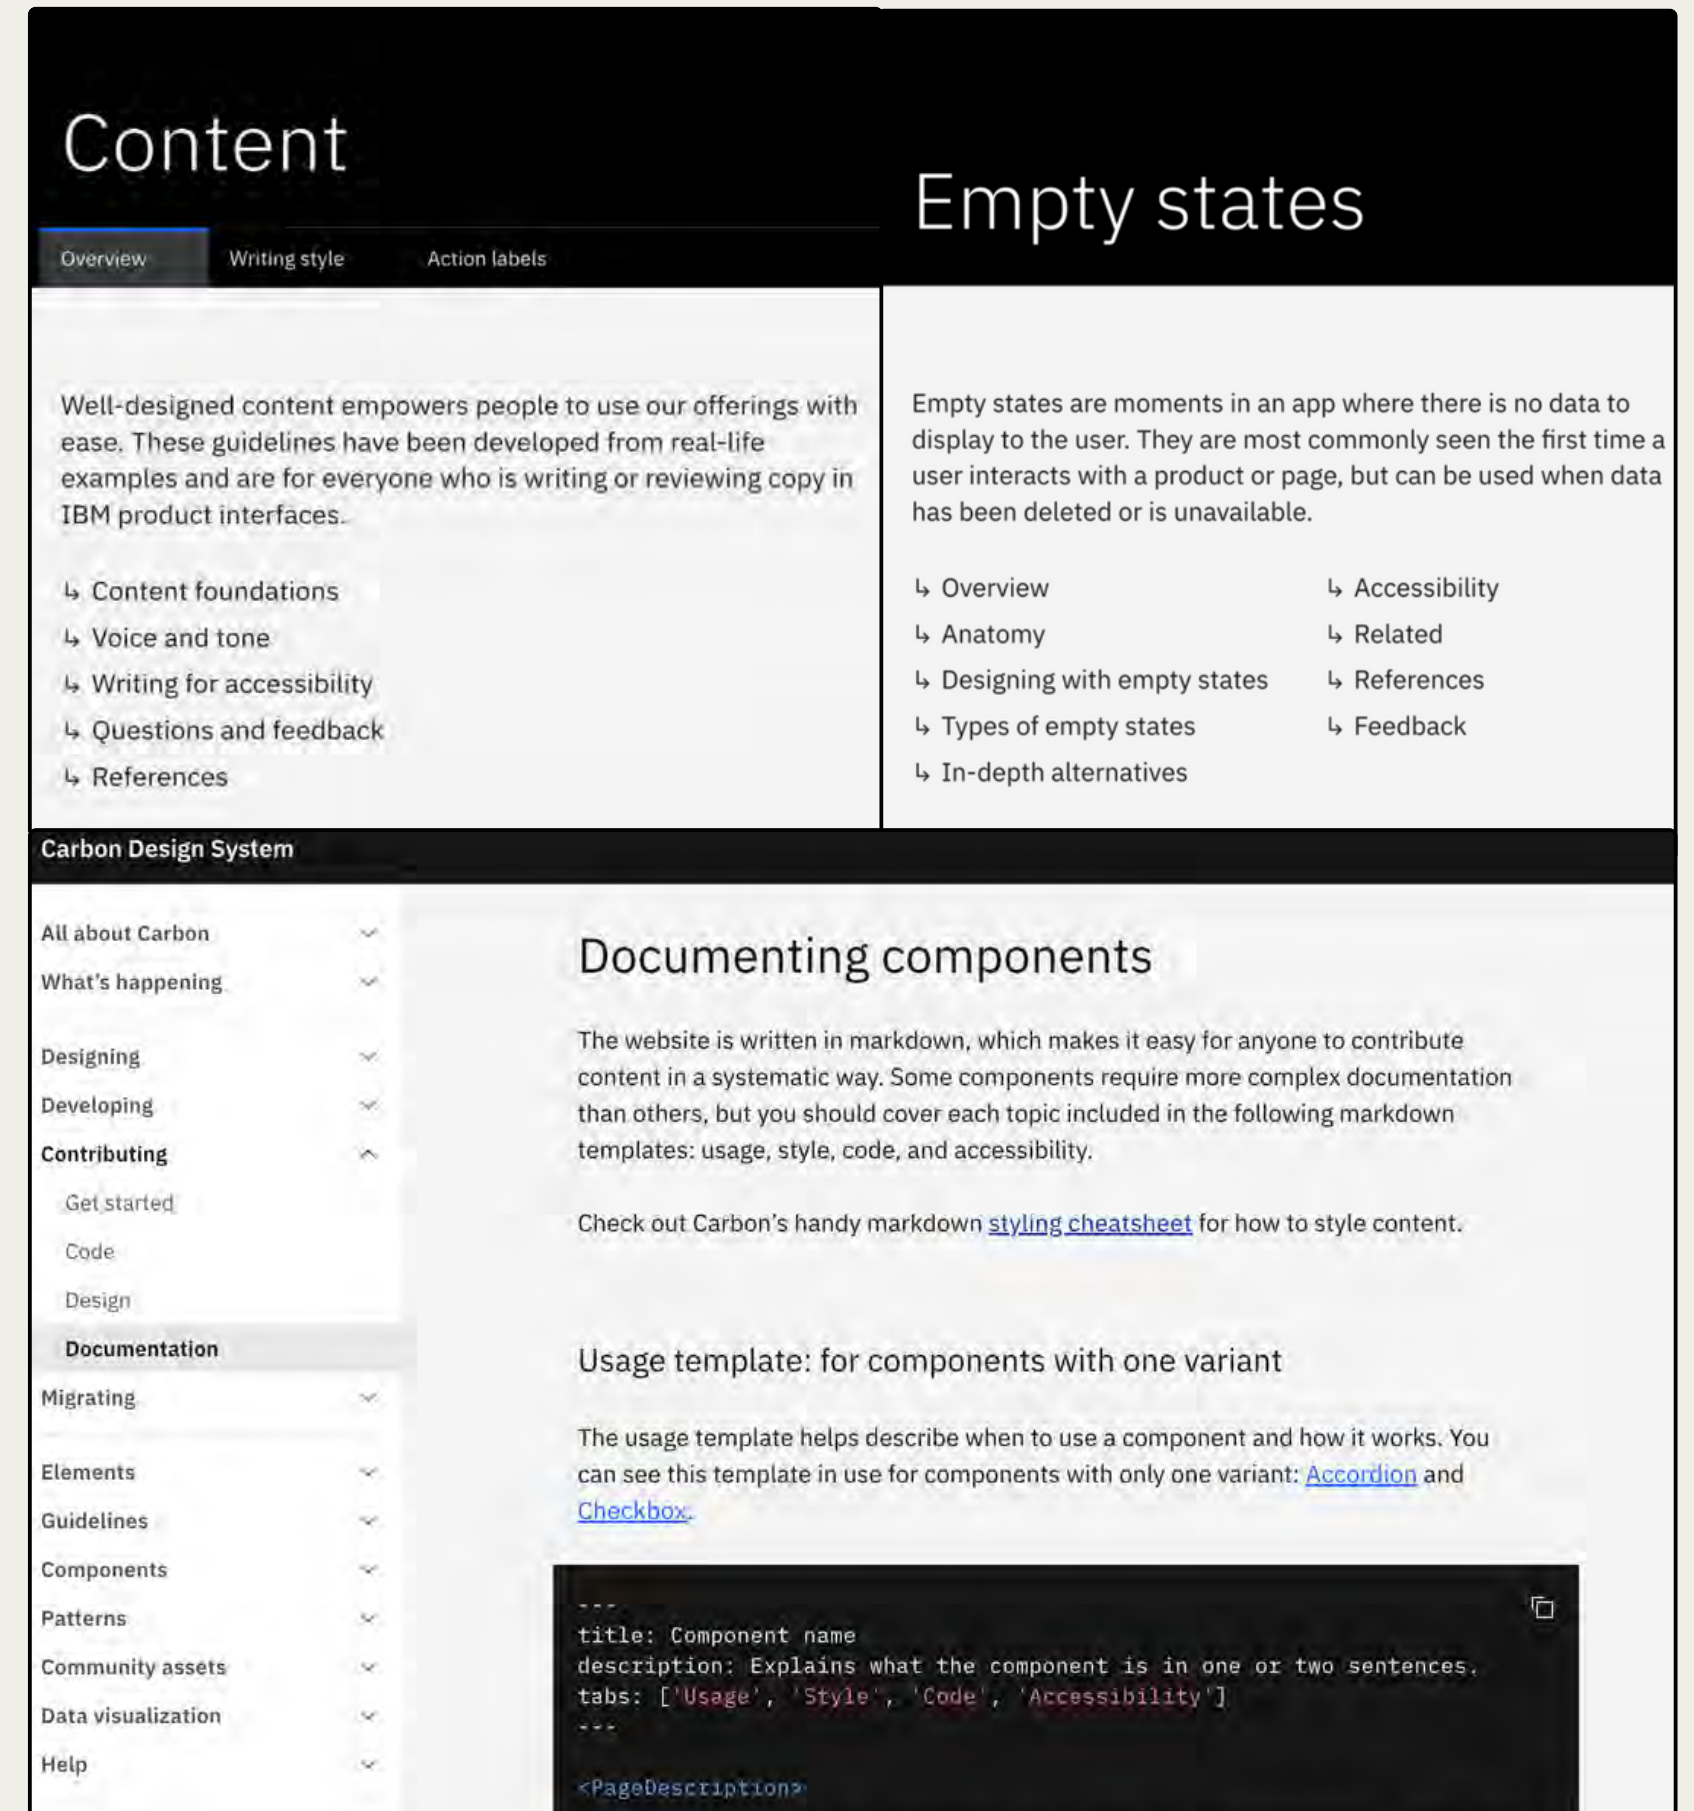 Content
Overview
Writing style
Action labels
Well-designed content empowers people to use our offerings with
ease. These guidelines have been developed from real-life
examples and are for everyone who is writing or reviewing copy in
IBM product interfaces.
↳ Content foundations
↳ Voice and tone
↳ Writing for accessibility
↳ Questions and feedback
↳ References
Empty states
Empty states are moments in an app where there is no data to
display to the user. They are most commonly seen the first time a
user interacts with a product or page, but can be used when data
has been deleted or is unavailable.
↳ Overview
↳ Anatomy
↳ Designing with empty states
↳ Types of empty states
↳ In-depth alternatives
↳ Accessibility
↳ Related
↳ References
↳ Feedback
Carbon Design System
All about Carbon
What's happening
Designing
Developing
Contributing
Get started
Code
Design
Documentation
Migrating
Elements
Guidelines
Components
Patterns
Community assets
Data visualization
Help
Documenting components
The website is written in markdown, which makes it easy for anyone to contribute
content in a systematic way. Some components require more complex documentation
than others, but you should cover each topic included in the following markdown
templates: usage, style, code, and accessibility.
Check out Carbon's handy markdown styling cheatsheet for how to style content.
Usage template: for components with one variant
The usage template helps describe when to use a component and how it works. You
can see this template in use for components with only one variant: Accordion and
Checkbox.
---
title: Component name
description: Explains what the component is in one or two sentences.
tabs: ['Usage', 'Style', 'Code', 'Accessibility']
---
<PageDescription>